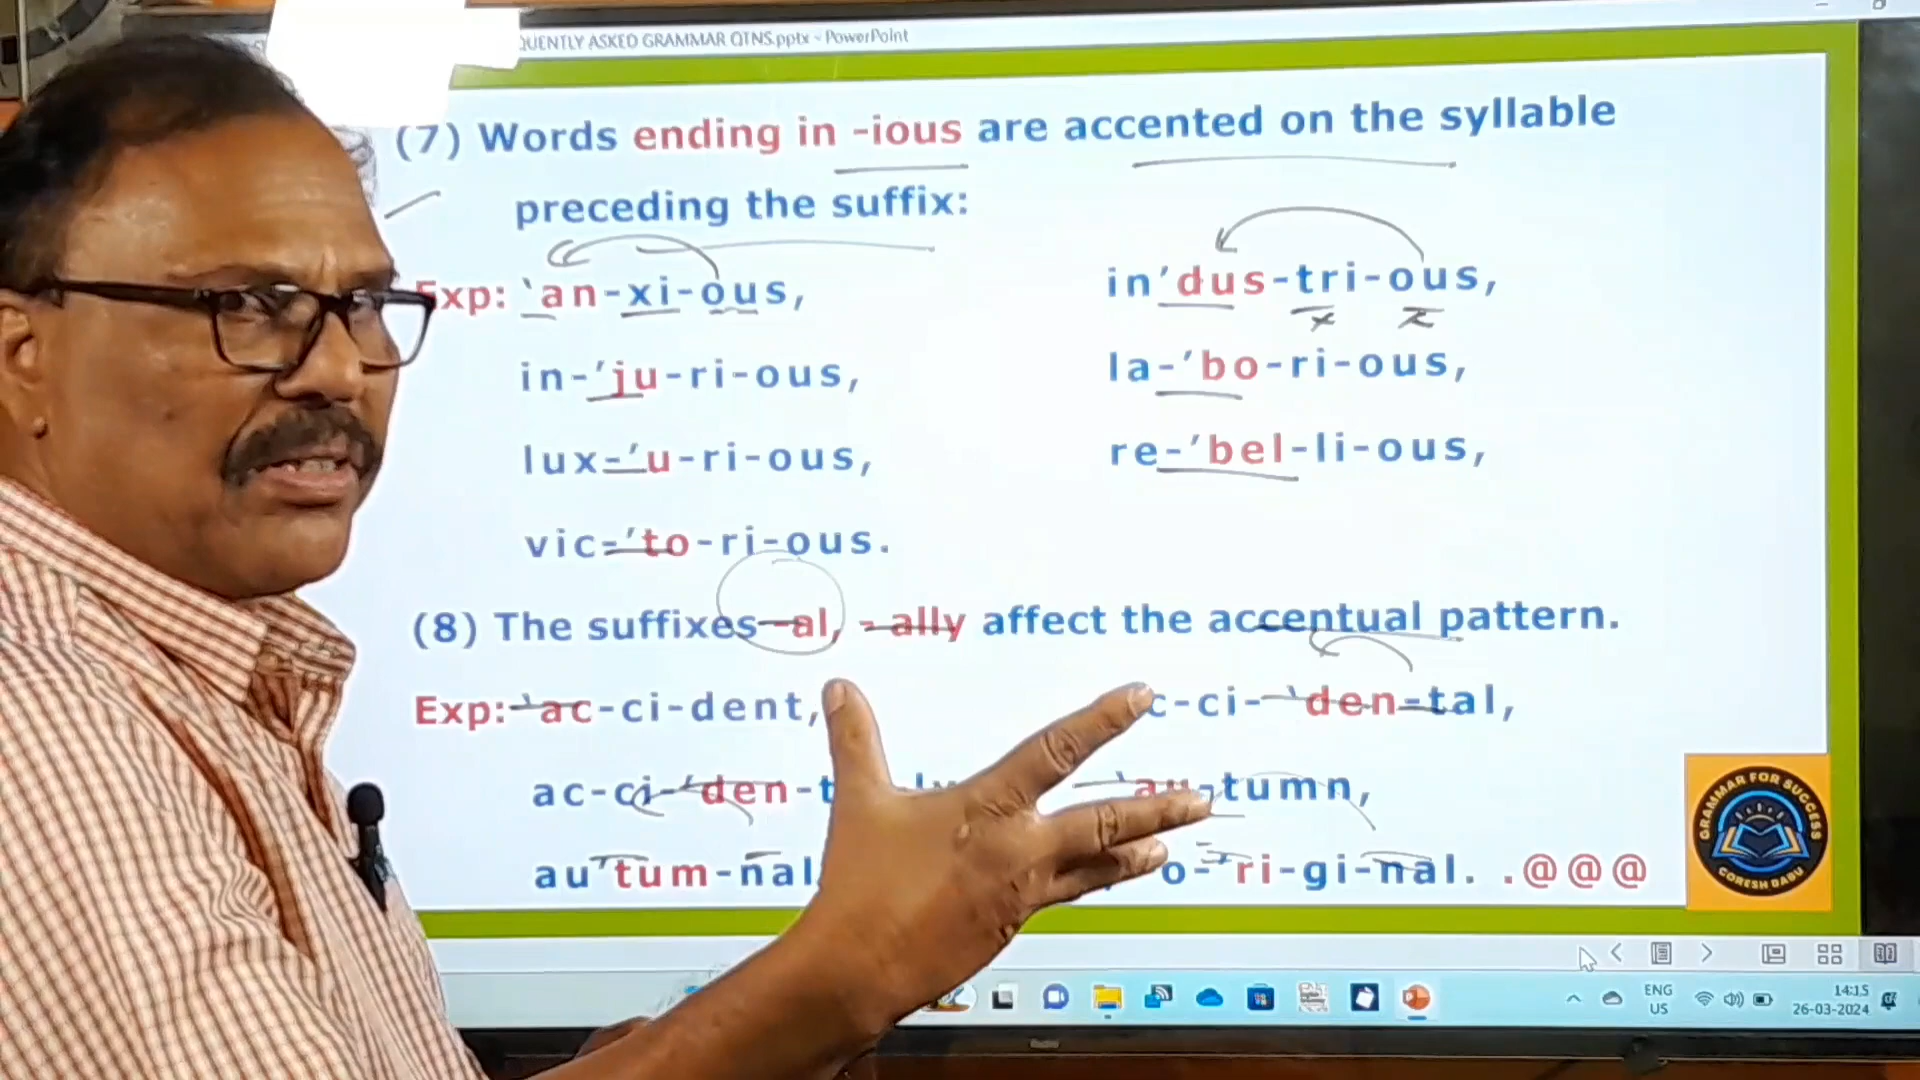 QUENTLY ASKED GRAMMAR QTNS.pptx - PowerPoint
(7) Words ending in -ious are accented on the syllable
preceding the suffix:
Exp: 'an-xi-ous, in'dus-tri-ous,
in-'ju-ri-ous, la-'bo-ri-ous,
lux-'u-ri-ous, re-'bel-li-ous,
vic-'to-ri-ous.
(8) The suffixes -al, -ally affect the accentual pattern.
Exp: 'ac-ci-dent, c-ci-'den-tal,
ac-ci-'den-t 'au-tumn,
au'tum-nal o-'ri-gi-nal. .@@@
GRAMMAR FOR SUCCESS
CORESH BABU
ENG
US
14:15
26-03-2024